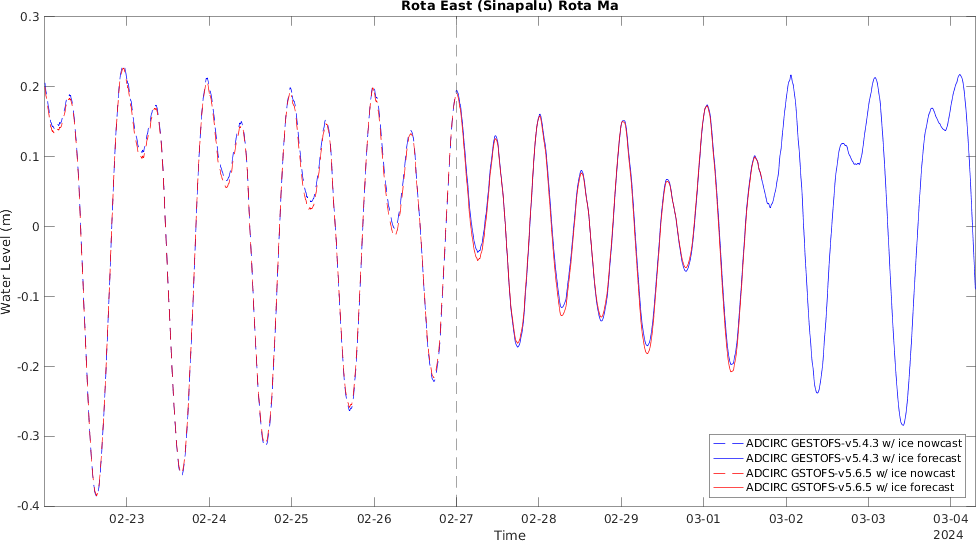 Rota East (Sinapalu) Rota Ma
Water Level (m)
0.3
0.2
0.1
0
-0.1
-0.2
-0.3
-0.4
ADCIRC GESTOFS-v5.4.3 w/ ice nowcast
ADCIRC GESTOFS-v5.4.3 w/ ice forecast
ADCIRC GSTOFS-v5.6.5 w/ ice nowcast
ADCIRC GSTOFS-v5.6.5 w/ ice forecast
02-23 02-24 02-25 02-26 02-27 02-28 02-29 03-01 03-02 03-03 03-04
Time
2024